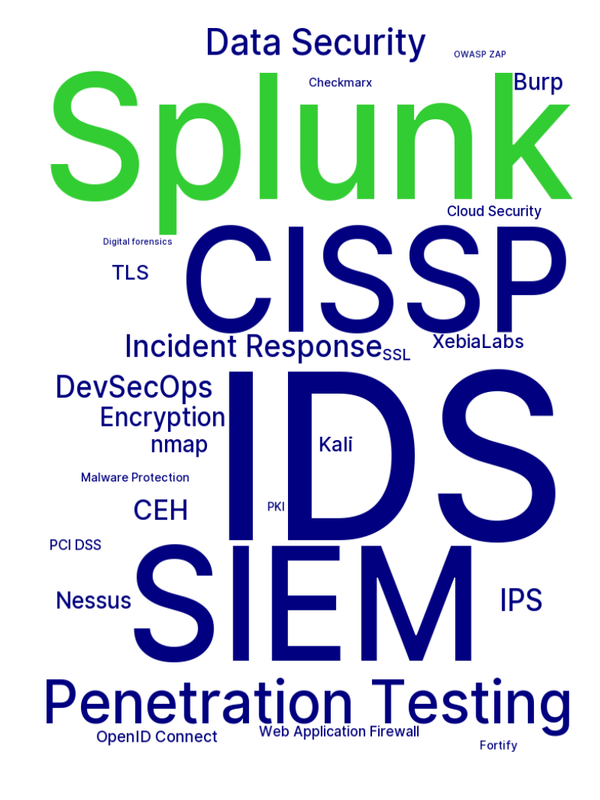 Data Security
OWASP ZAP
Checkmarx
Burp
Splunk
Cloud Security
Digital forensics
TLS
CISSP
Incident Response
SSL
XebiaLabs
DevSecOps
Encryption
nmap
Kali
IDS
Malware Protection
CEH
PKI
PCI DSS
SIEM
Nessus
IPS
Penetration Testing
OpenID Connect
Web Application Firewall
Fortify